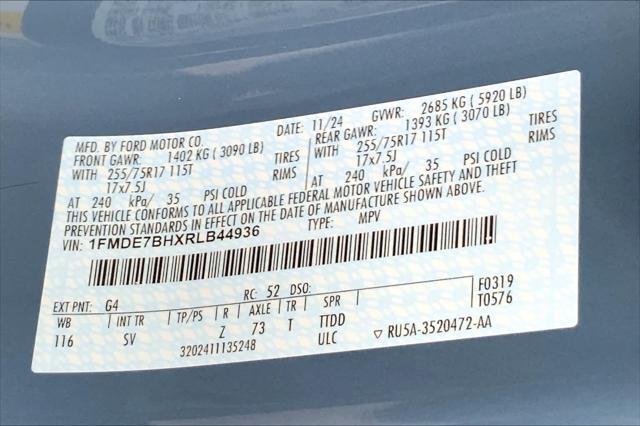 MFD. BY FORD MOTOR CO. DATE: 11/24 GVWR: 2685 KG ( 5920 LB)
FRONT GAWR: 1402 KG ( 3090 LB) REAR GAWR: 1393 KG ( 3070 LB)
WITH 255/75R17 115T TIRES WITH 255/75R17 115T TIRES
17x7.5J RIMS 17x7.5J RIMS
AT 240 kPa/ 35 PSI COLD AT 240 kPa/ 35 PSI COLD
THIS VEHICLE CONFORMS TO ALL APPLICABLE FEDERAL MOTOR VEHICLE SAFETY AND THEFT
PREVENTION STANDARDS IN EFFECT ON THE DATE OF MANUFACTURE SHOWN ABOVE.
VIN: 1FMDE7BHXRLB44936 TYPE: MPV
EXT PNT: G4 RC: 52 DSO: F0319
WB INT TR TP/PS R AXLE TR SPR T0576
116 SV Z 73 T TTDD
3202411135248 ULC ▽ RU5A-3520472-AA